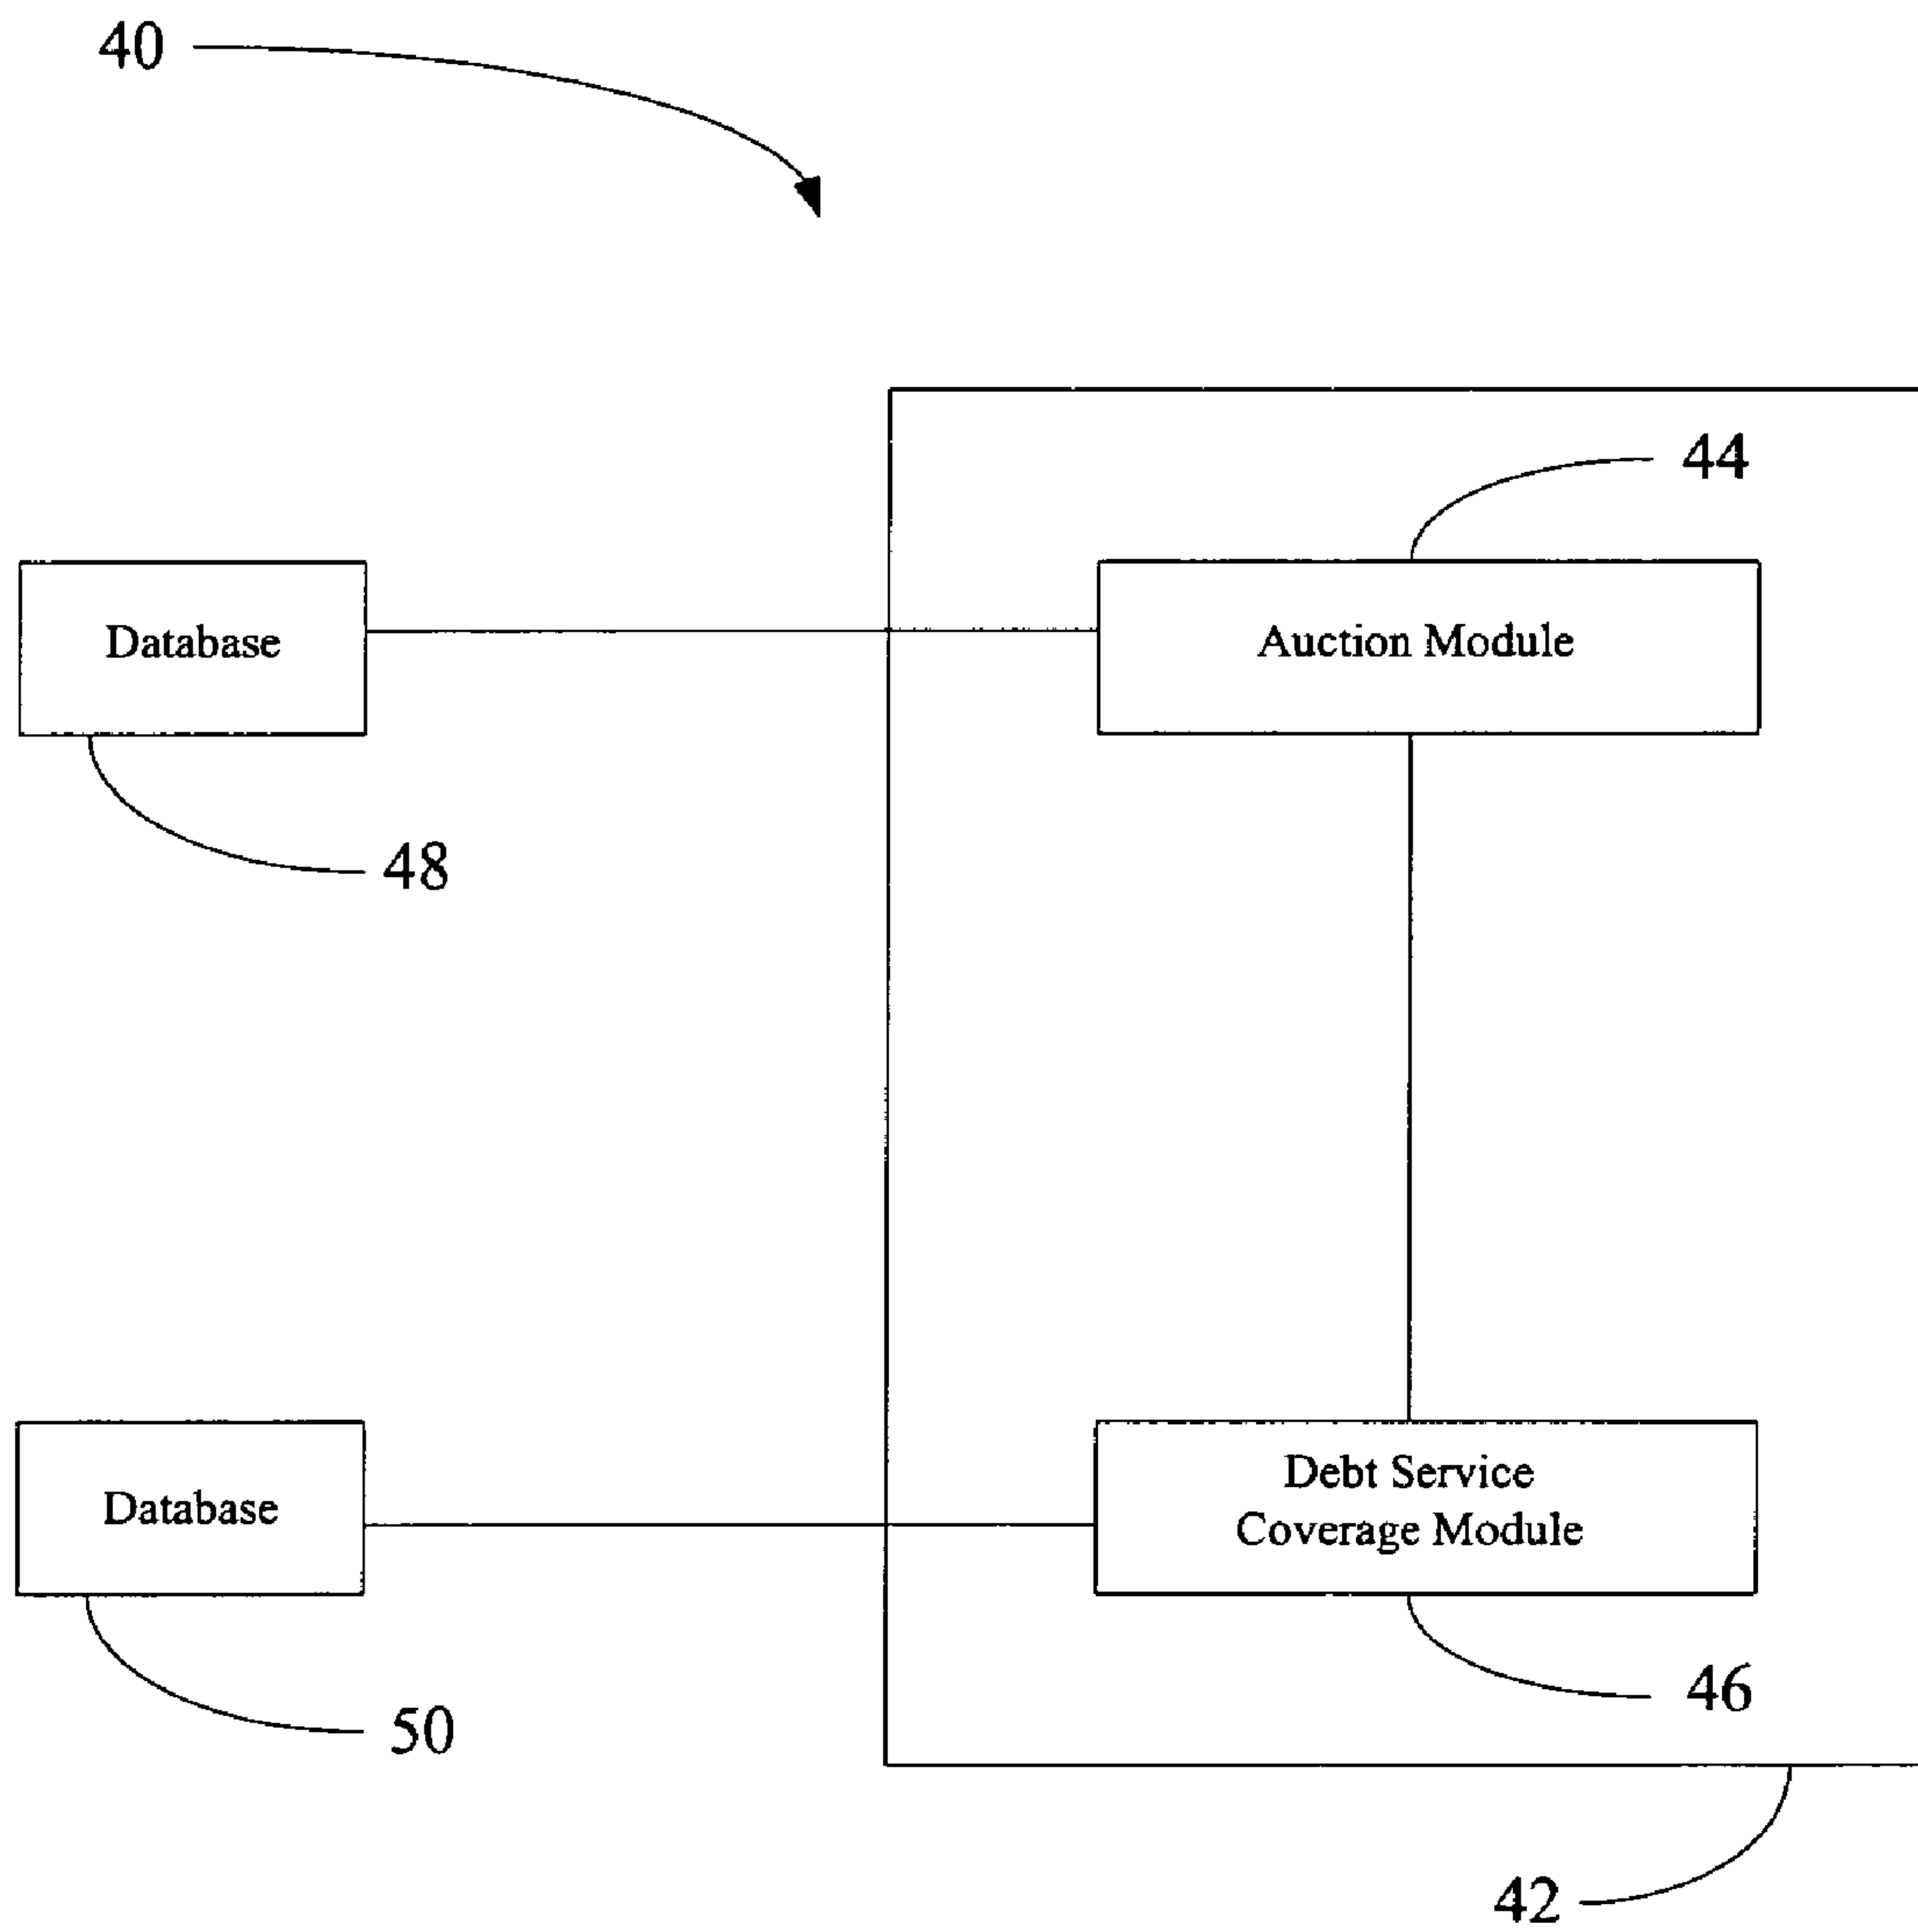 40
44
Database
Auction Module
48
Debt Service
Coverage Module
Database
46
50
42